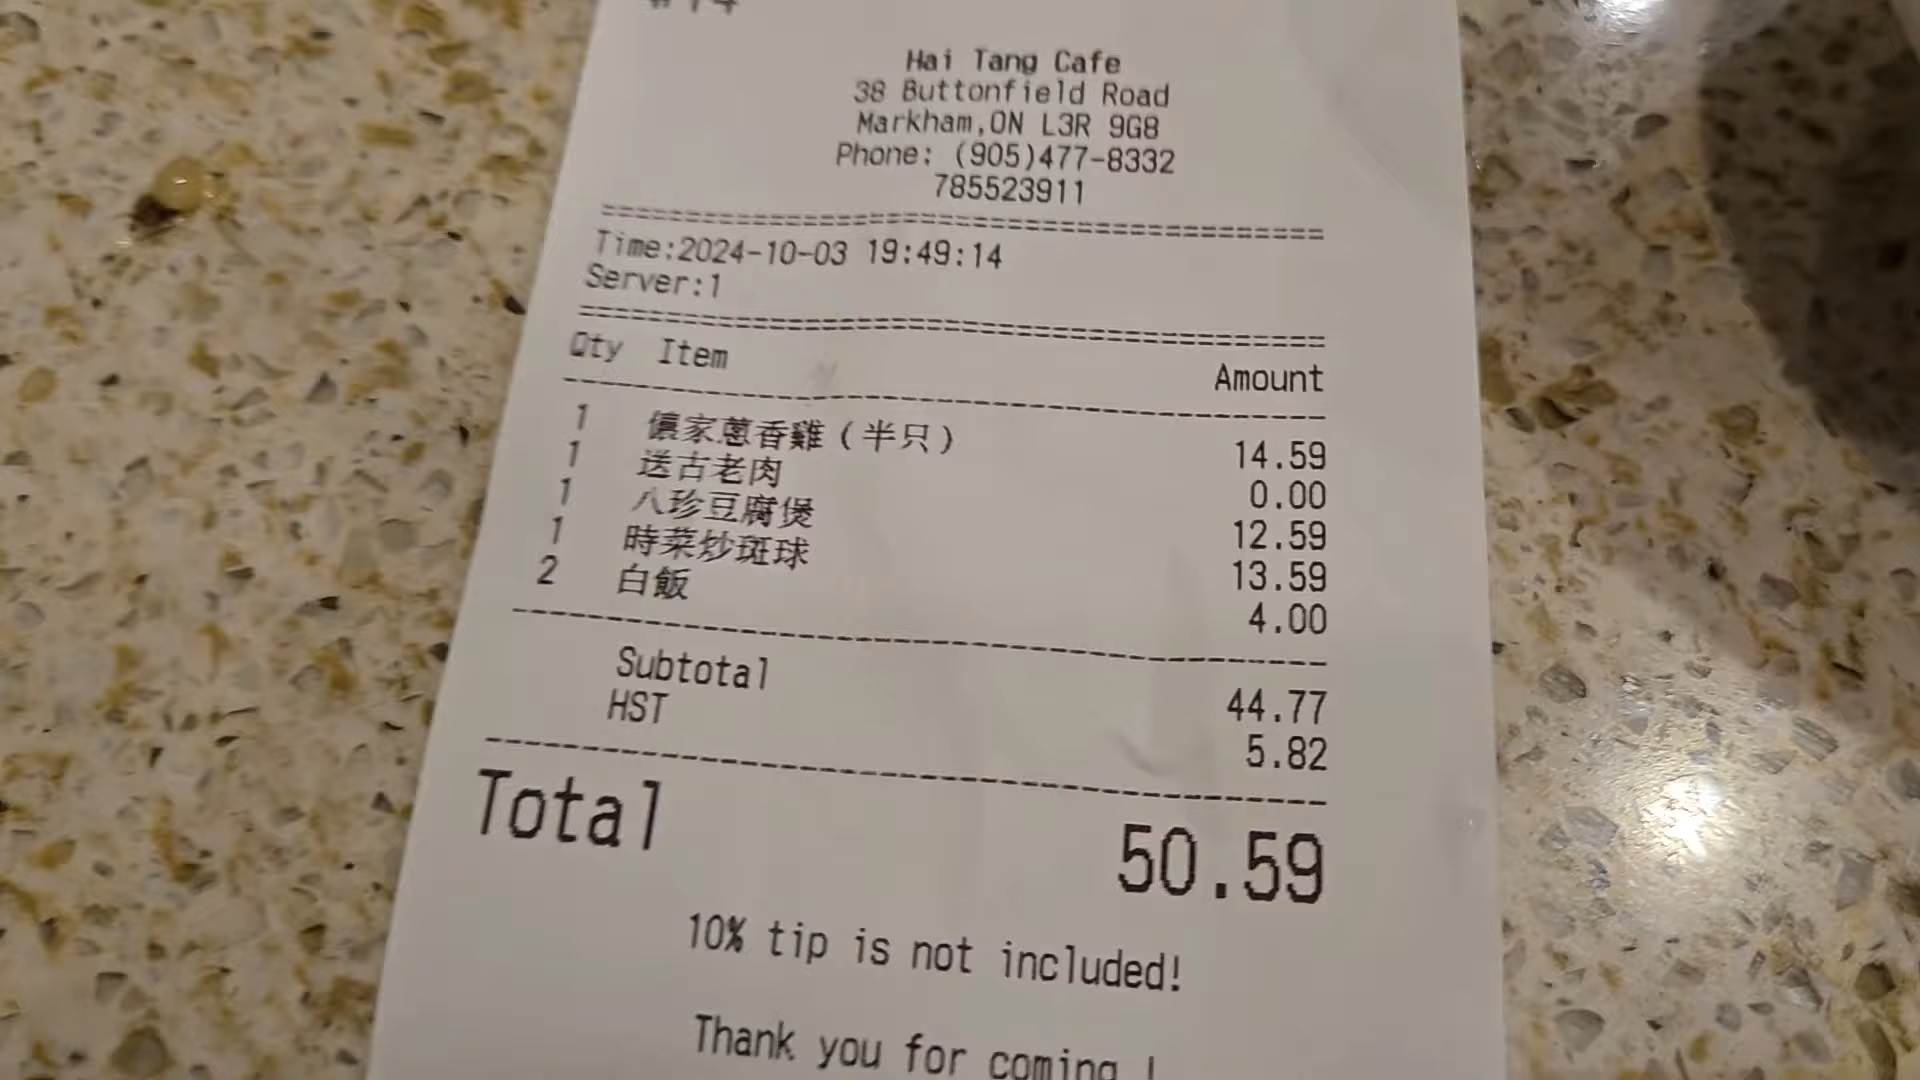 Hai Tang Cafe
38 Buttonfield Road
Markham,ON L3R 9G8
Phone: (905)477-8332
785523911
Time:2024-10-03 19:49:14
Server:1
Qty Item Amount
1 儂家蔥香雞(半只) 14.59
1 送古老肉 0.00
1 八珍豆腐煲 12.59
1 時菜炒斑球 13.59
2 白飯 4.00
Subtotal 44.77
HST 5.82
Total 50.59
10% tip is not included!
Thank you for coming !